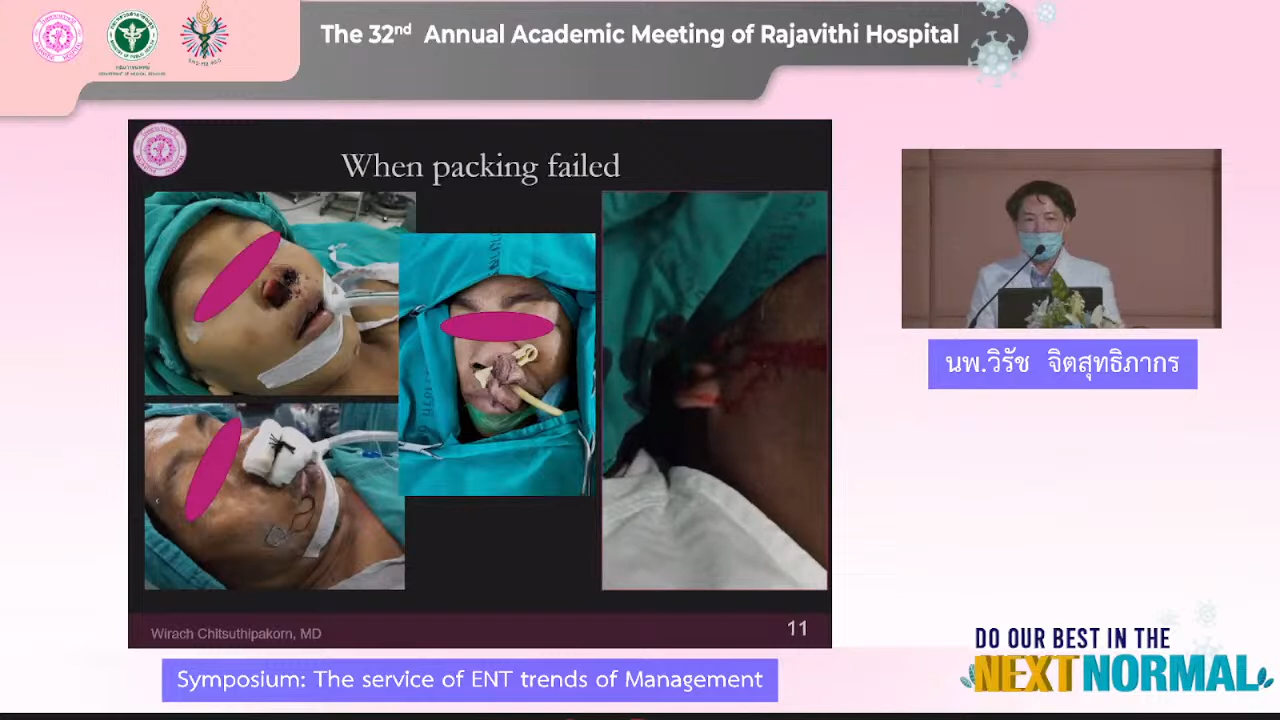 The 32nd Annual Academic Meeting of Rajavithi Hospital
When packing failed
นพ.วิรัช จิตสุทธิภากร
Wirach Chitsuthipakorn, MD
11
Symposium: The service of ENT trends of Management
DO OUR BEST IN THE
NEXT NORMAL